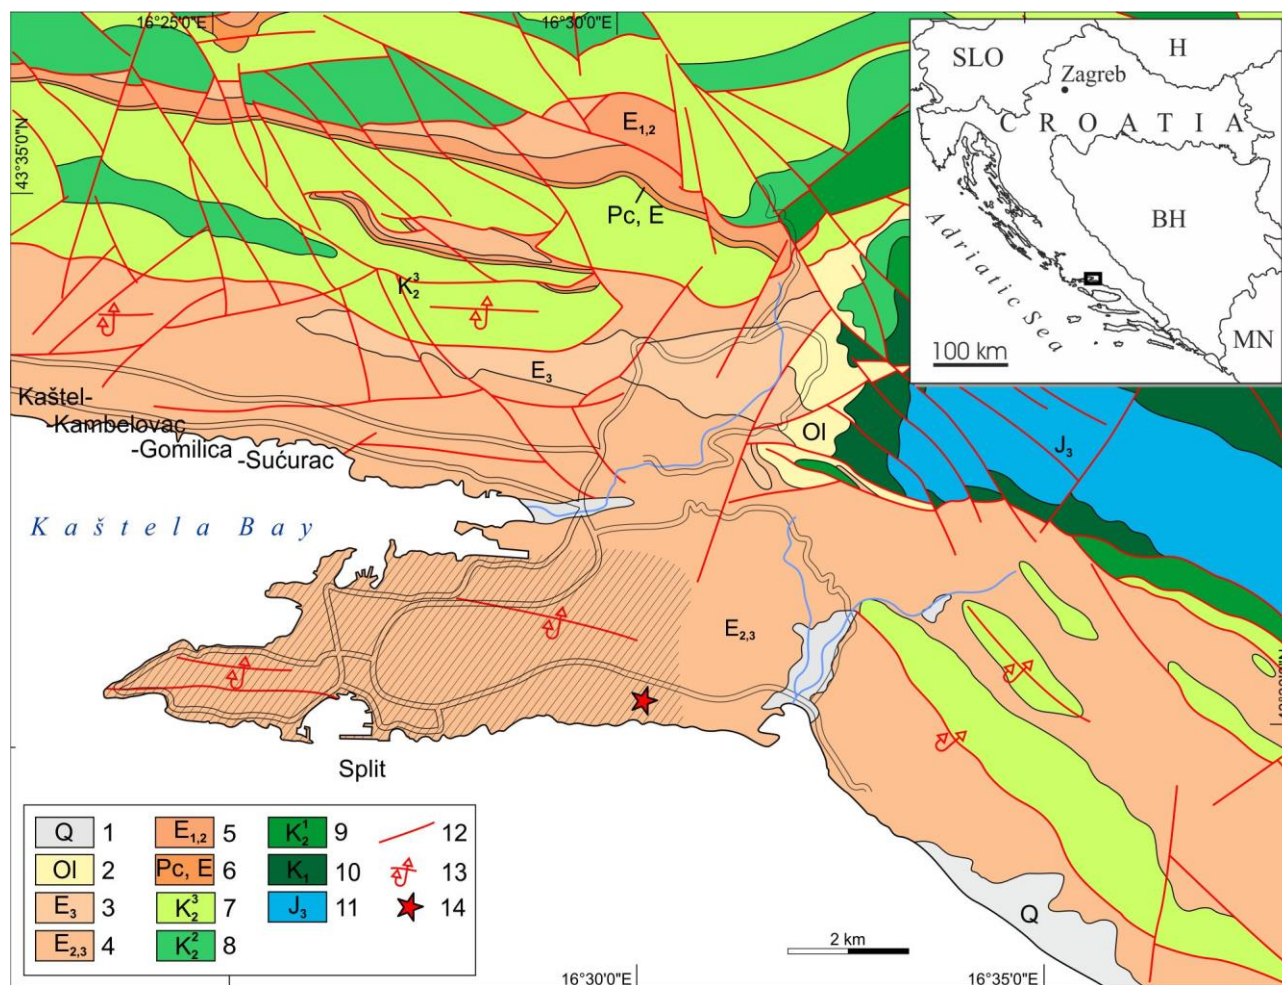 16°25'0"E
16°30'0"E
43°35'0"N
SLO
H
Zagreb
CROATIA
BH
MN
Adriatic Sea
100 km
E1,2
Pc, E
K₂³
E3
Kaštel-
-Kambelovac
-Gomilica
-Sućurac
Ol
J3
Kaštela Bay
E2,3
Split
Q
2 km
16°30'0"E
16°35'0"E
Q 1
Ol 2
E3 3
E2,3 4
E1,2 5
Pc, E 6
K₂³ 7
K₂² 8
K₂¹ 9
K1 10
J3 11
12
13
14